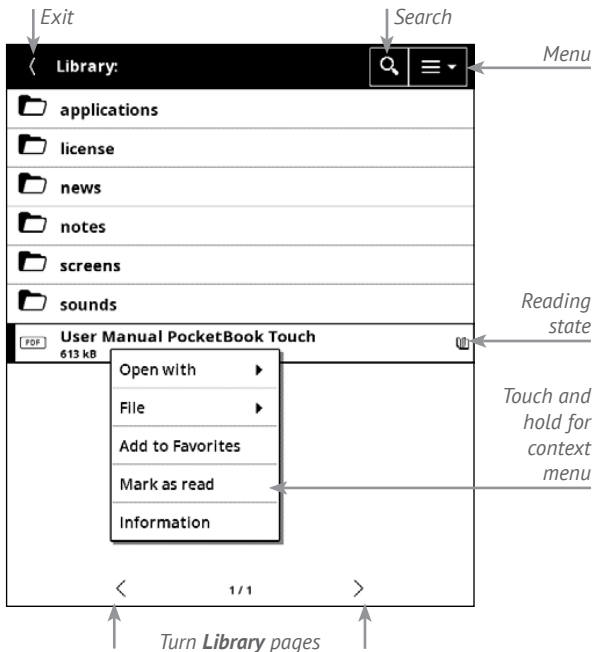 Exit
Search
Library:
Menu
applications
license
news
notes
screens
sounds
PDF
User Manual PocketBook Touch
613 kB
Reading
state
Open with
File
Add to Favorites
Mark as read
Information
Touch and
hold for
context
menu
1/1
Turn Library pages